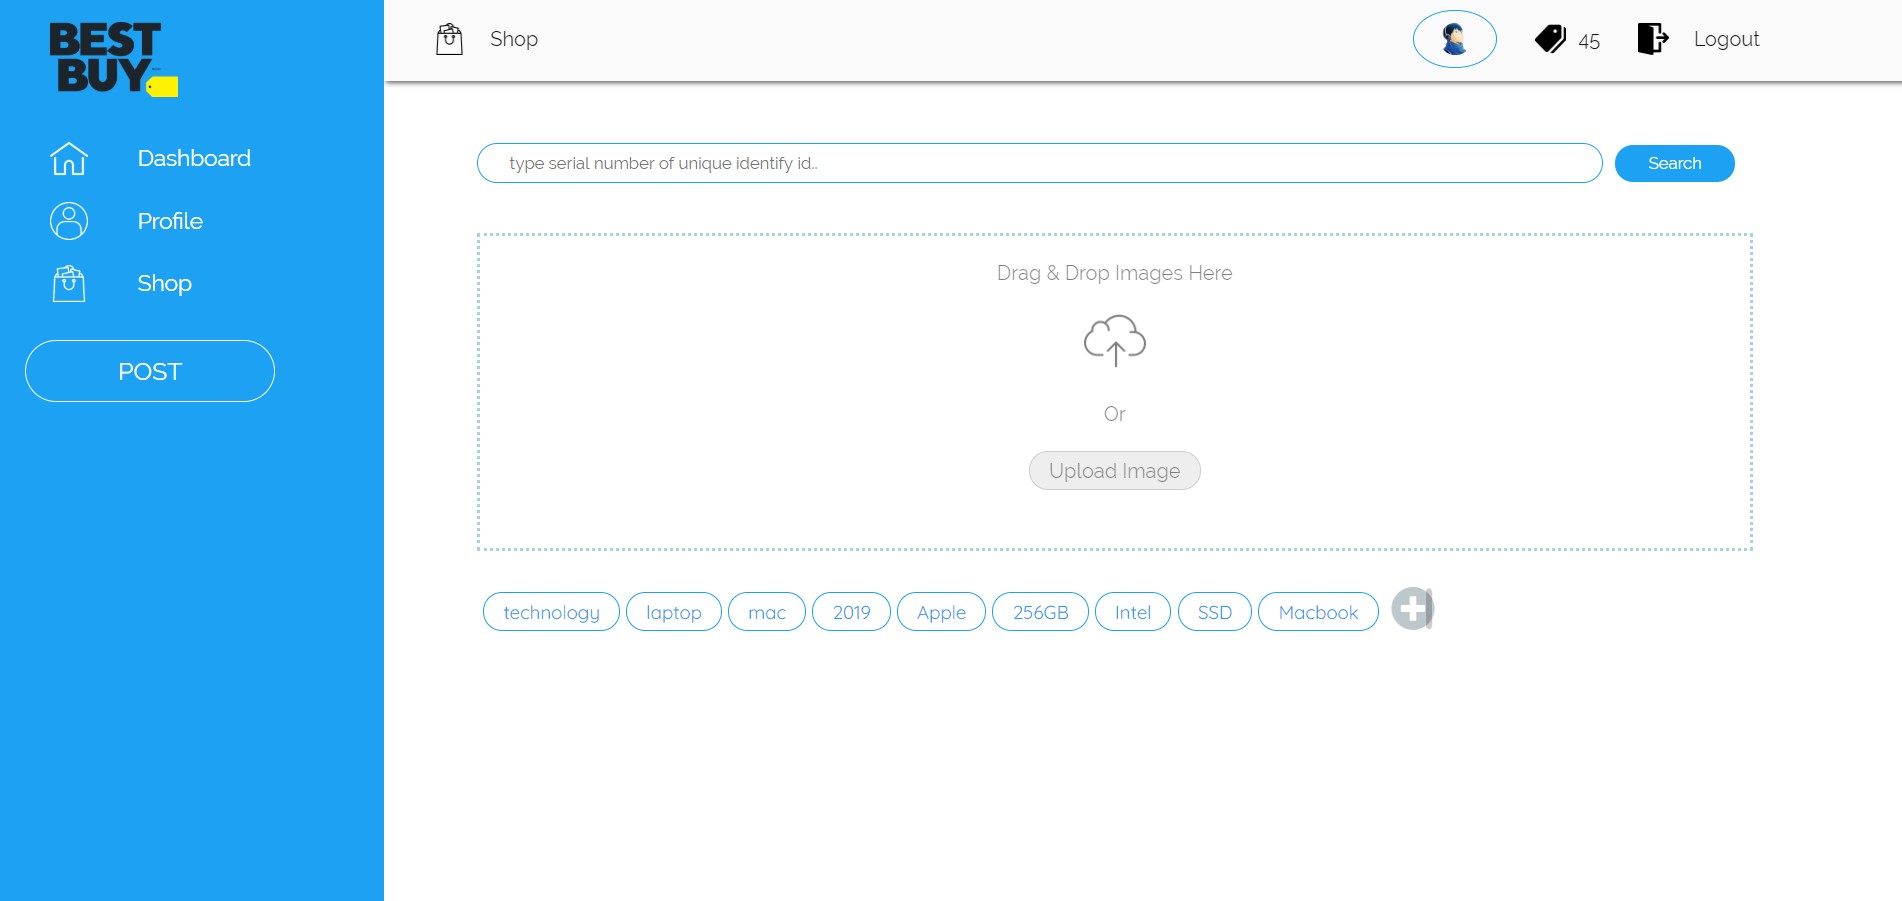 BEST
BUY
Dashboard
Profile
Shop
POST
Shop
45
Logout
type serial number of unique identify id..
Search
Drag & Drop Images Here
Or
Upload Image
technology
laptop
mac
2019
Apple
256GB
Intel
SSD
Macbook